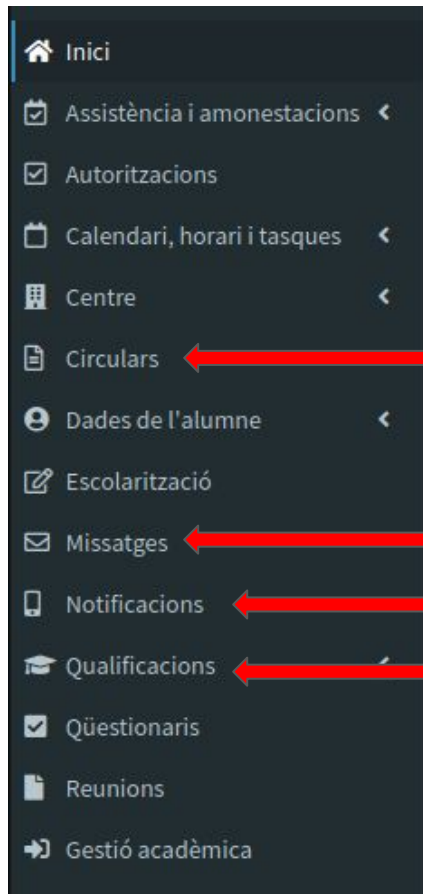 Inici
Assistència i amonestacions
Autoritzacions
Calendari, horari i tasques
Centre
Circulars
Dades de l'alumne
Escolarització
Missatges
Notificacions
Qualificacions
Qüestionaris
Reunions
Gestió acadèmica